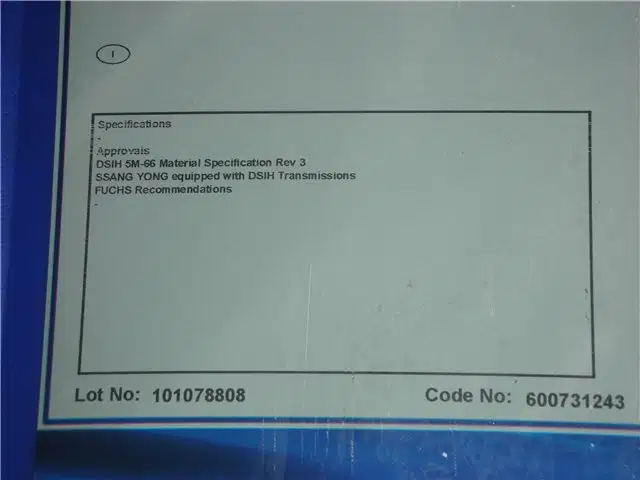 I
Specifications
-
Approvals
DSIH 5M-66 Material Specification Rev 3
SSANG YONG equipped with DSIH Transmissions
FUCHS Recommendations
-
Lot No: 101078808
Code No: 600731243